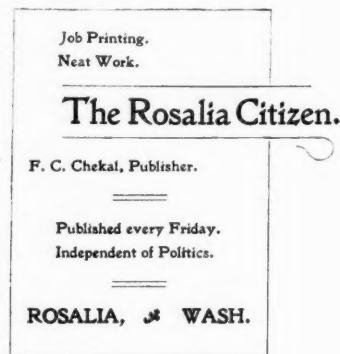 Job Printing.
Neat Work.
The Rosalia Citizen.
F. C. Chekal, Publisher.
Published every Friday.
Independent of Politics.
ROSALIA, WASH.